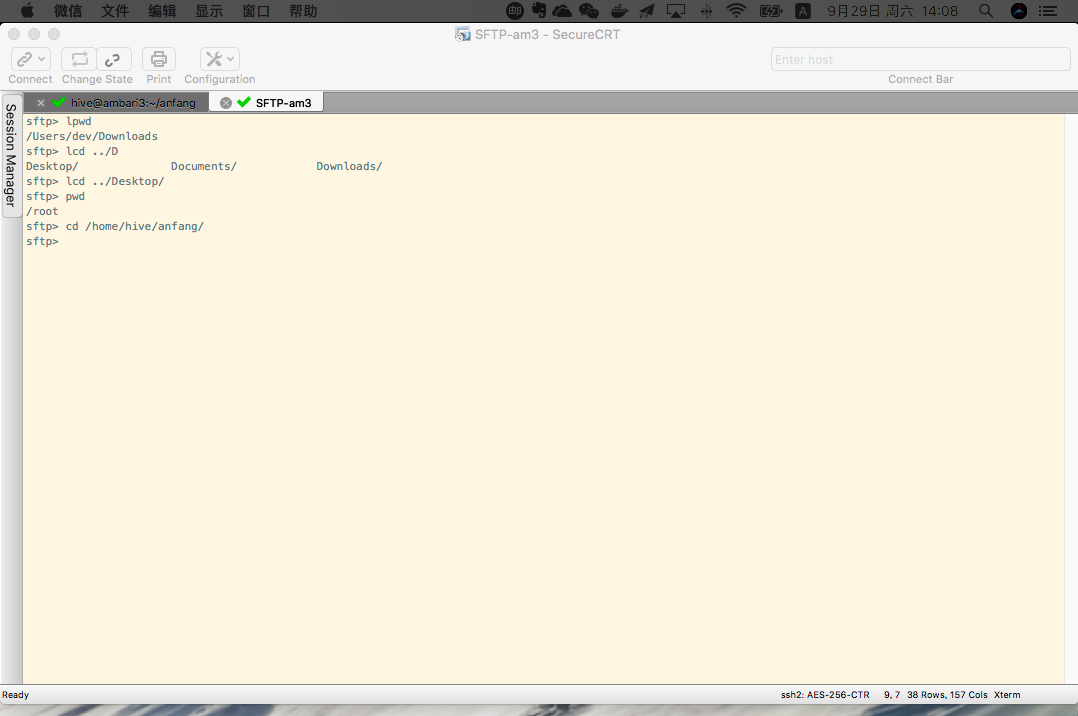 微信 文件 编辑 显示 窗口 帮助 A 9月29日 周六 14:08
SFTP-am3 - SecureCRT
Enter host
Connect Change State Print Configuration Connect Bar
hive@ambari3:~/anfang SFTP-am3
Session Manager
sftp> lpwd
/Users/dev/Downloads
sftp> lcd ../D
Desktop/ Documents/ Downloads/
sftp> lcd ../Desktop/
sftp> pwd
/root
sftp> cd /home/hive/anfang/
sftp>
Ready ssh2: AES-256-CTR 9, 7 38 Rows, 157 Cols Xterm